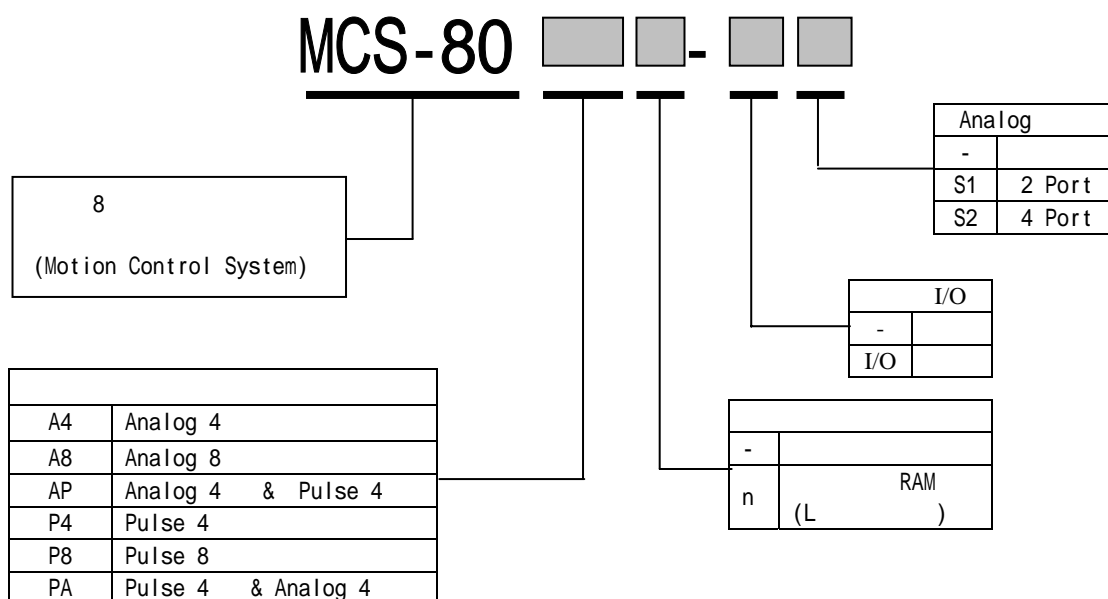 MCS-80 -
Analog
-
S1 2 Port
S2 4 Port
8
(Motion Control System)
I/O
-
I/O
A4 Analog 4
A8 Analog 8
AP Analog 4 & Pulse 4
P4 Pulse 4
P8 Pulse 8
PA Pulse 4 & Analog 4
-
n RAM
(L )